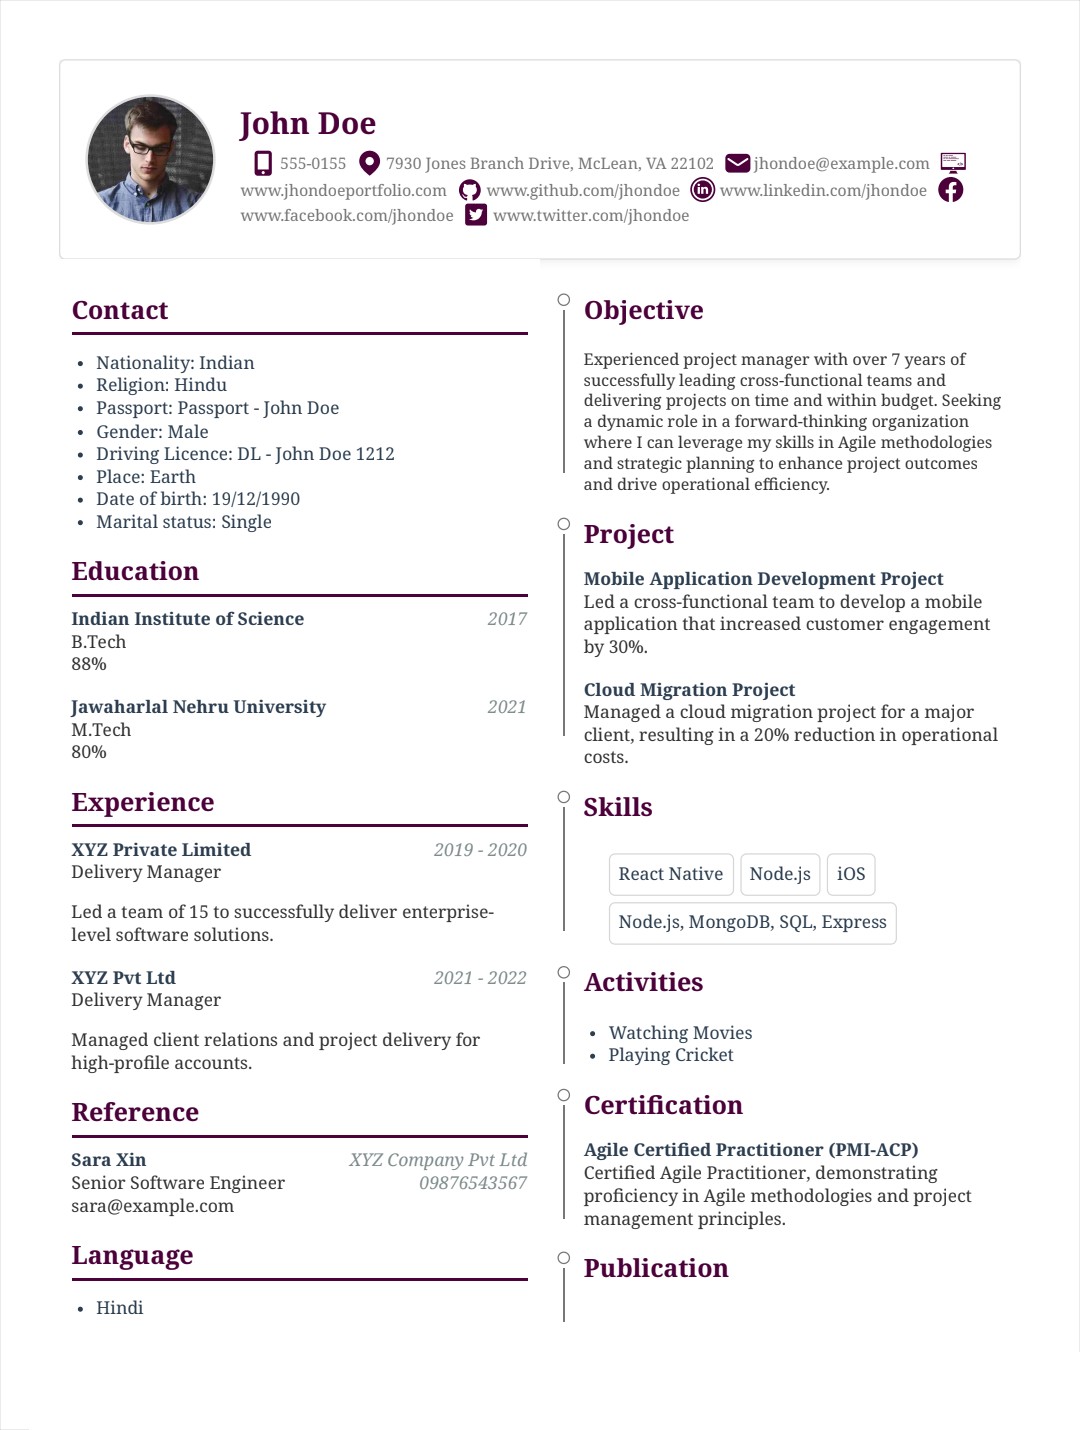 John Doe
555-0155 7930 Jones Branch Drive, McLean, VA 22102 jhondoe@example.com
www.jhondoeportfolio.com www.github.com/jhondoe www.linkedin.com/jhondoe
www.facebook.com/jhondoe www.twitter.com/jhondoe
Contact
• Nationality: Indian
• Religion: Hindu
• Passport: Passport - John Doe
• Gender: Male
• Driving Licence: DL - John Doe 1212
• Place: Earth
• Date of birth: 19/12/1990
• Marital status: Single
Education
Indian Institute of Science 2017
B.Tech
88%
Jawaharlal Nehru University 2021
M.Tech
80%
Experience
XYZ Private Limited 2019 - 2020
Delivery Manager
Led a team of 15 to successfully deliver enterprise-
level software solutions.
XYZ Pvt Ltd 2021 - 2022
Delivery Manager
Managed client relations and project delivery for
high-profile accounts.
Reference
Sara Xin XYZ Company Pvt Ltd
Senior Software Engineer 09876543567
sara@example.com
Language
• Hindi
Objective
Experienced project manager with over 7 years of
successfully leading cross-functional teams and
delivering projects on time and within budget. Seeking
a dynamic role in a forward-thinking organization
where I can leverage my skills in Agile methodologies
and strategic planning to enhance project outcomes
and drive operational efficiency.
Project
Mobile Application Development Project
Led a cross-functional team to develop a mobile
application that increased customer engagement
by 30%.
Cloud Migration Project
Managed a cloud migration project for a major
client, resulting in a 20% reduction in operational
costs.
Skills
React Native Node.js iOS
Node.js, MongoDB, SQL, Express
Activities
• Watching Movies
• Playing Cricket
Certification
Agile Certified Practitioner (PMI-ACP)
Certified Agile Practitioner, demonstrating
proficiency in Agile methodologies and project
management principles.
Publication